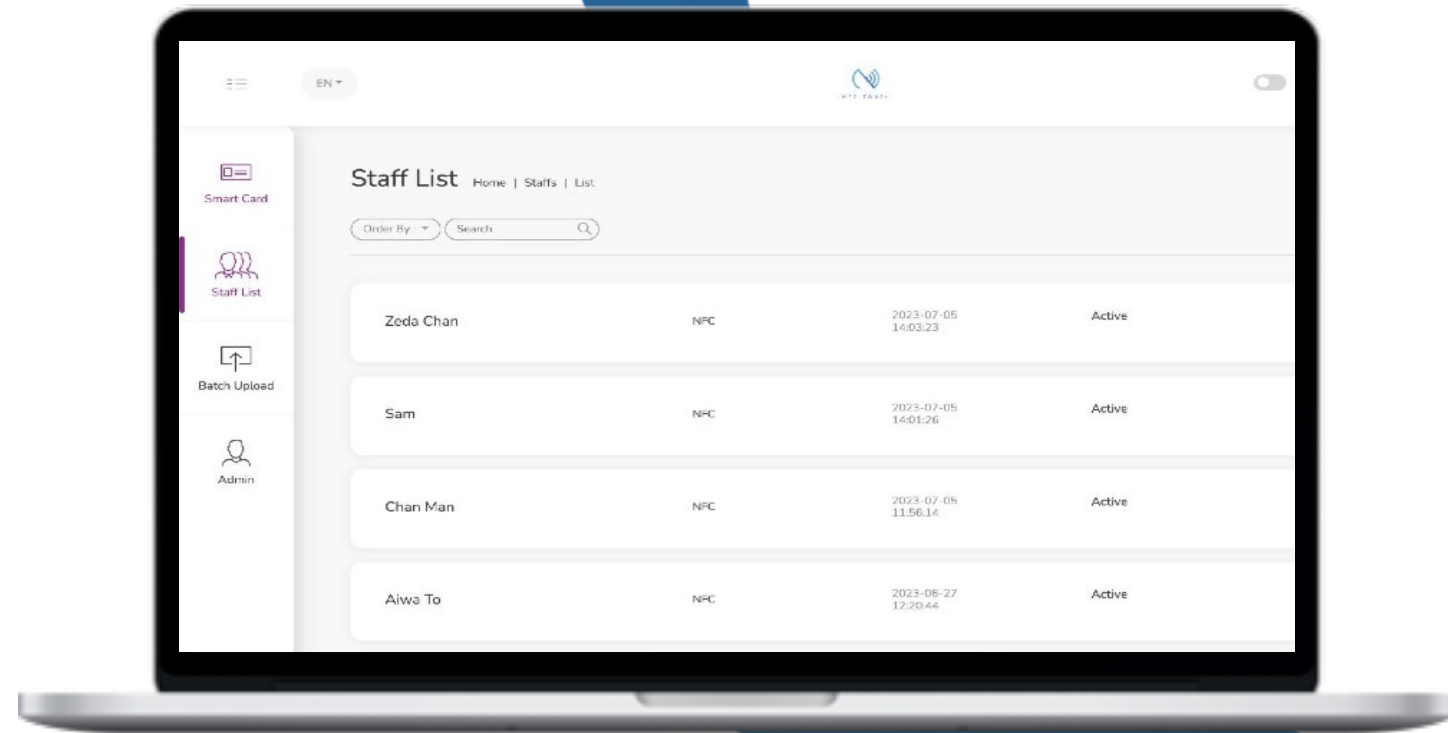 EN
NFC TOUCH
Smart Card
Staff List
Batch Upload
Admin
Staff List Home | Staffs | List
Order By Search
Zeda Chan NFC 2023-07-05 Active
14:03:23
Sam NFC 2023-07-05 Active
14:01:26
Chan Man NFC 2023-07-05 Active
11:56:14
Aiwa To NFC 2023-06-27 Active
12:20:44